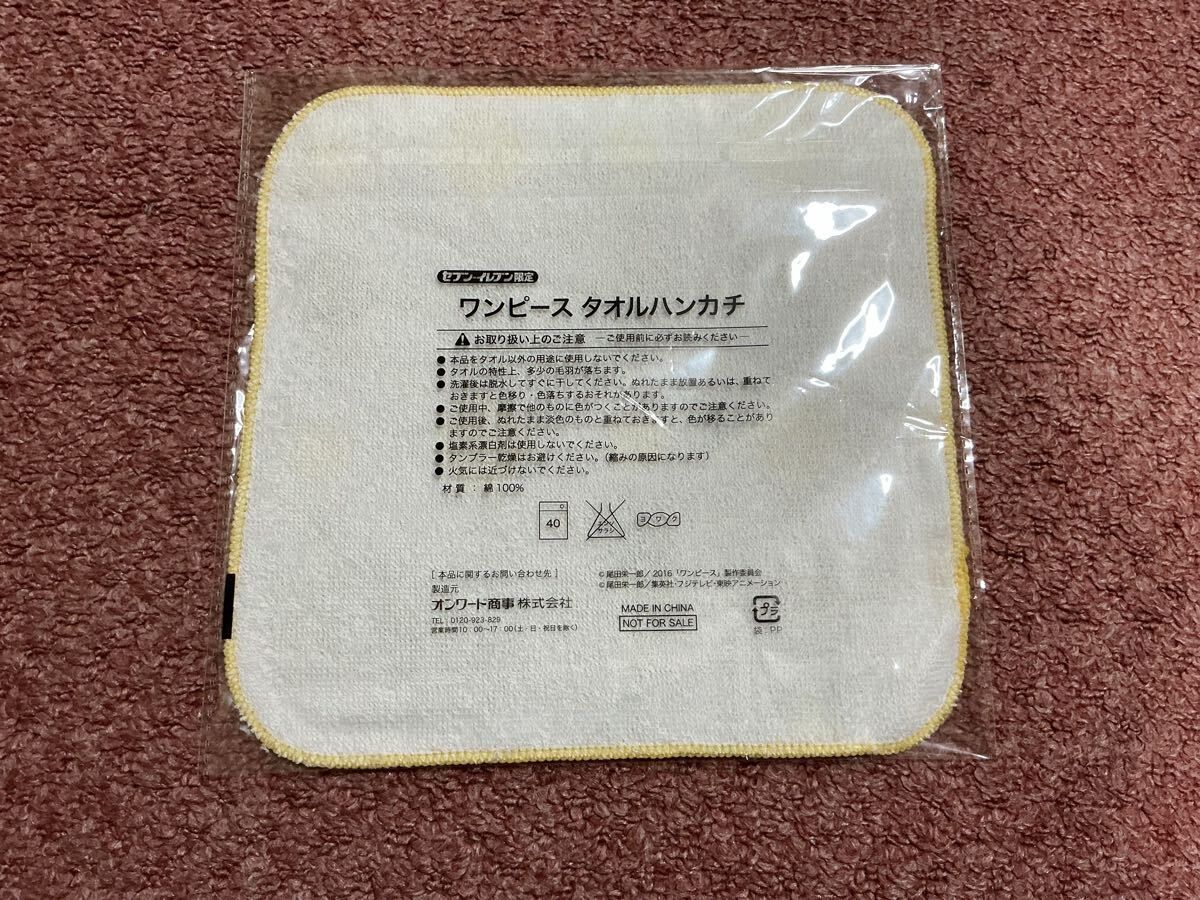 セブン-イレブン限定
ワンピース タオルハンカチ
お取り扱い上のご注意 ―ご使用前に必ずお読みください―
● 本品をタオル以外の用途に使用しないでください。
● タオルの特性上、多少の毛羽が落ちます。
● 洗濯後は脱水してすぐに干してください。ぬれたまま放置あるいは、重ねて
おきますと色移り・色落ちするおそれがあります。
● ご使用中、摩擦で他のものに色がつくことがありますのでご注意ください。
● ご使用後、ぬれたまま淡色のものと重ねておきますと、色が移ることがあり
ますのでご注意ください。
● 塩素系漂白剤は使用しないでください。
● タンブラー乾燥はお避けください。(縮みの原因になります)
● 火気には近づけないでください。
材質:綿100%
40
エンソ
サラシ
ヨワク
[本品に関するお問い合わせ先]
製造元
オンワード商事株式会社
TEL:0120-923-829
営業時間10:00～17:00(土・日・祝日を除く)
©尾田栄一郎/2016「ワンピース」製作委員会
©尾田栄一郎/集英社・フジテレビ・東映アニメーション
MADE IN CHINA
NOT FOR SALE
プラ
袋:PP